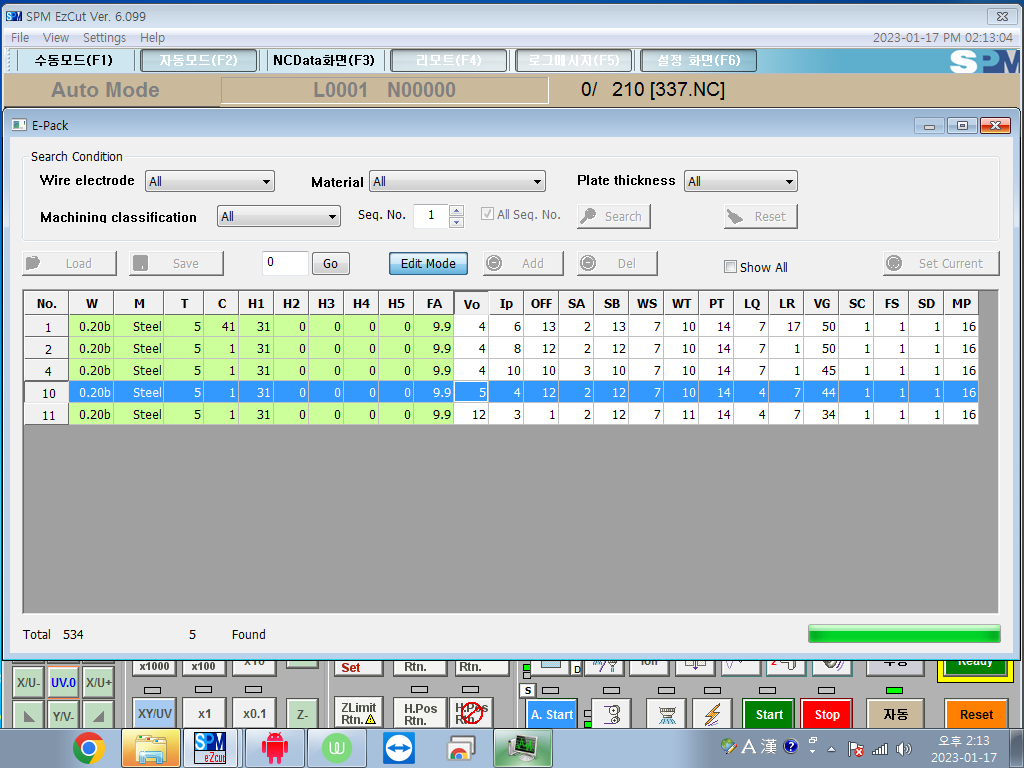 SPM EzCut Ver. 6.099
File View Settings Help 2023-01-17 PM 02:13:04
수동모드(F1) 자동모드(F2) NCData화면(F3) 리모트(F4) 로그메시지(F5) 설정 화면(F6) SPM
Auto Mode L0001 N00000 0/ 210 [337.NC]
E-Pack
Search Condition
Wire electrode All Material All Plate thickness All
Machining classification All Seq. No. 1 All Seq. No. Search Reset
Load Save 0 Go Edit Mode Add Del Show All Set Current
No. W M T C H1 H2 H3 H4 H5 FA Vo Ip OFF SA SB WS WT PT LQ LR VG SC FS SD MP
1 0.20b Steel 5 41 31 0 0 0 0 9.9 4 6 13 2 13 7 10 14 7 17 50 1 1 1 16
2 0.20b Steel 5 1 31 0 0 0 0 9.9 4 8 12 2 12 7 10 14 7 1 50 1 1 1 16
4 0.20b Steel 5 1 31 0 0 0 0 9.9 4 10 10 3 10 7 10 14 7 1 45 1 1 1 16
10 0.20b Steel 5 1 31 0 0 0 0 9.9 5 4 12 2 12 7 10 14 4 7 44 1 1 1 16
11 0.20b Steel 5 1 31 0 0 0 0 9.9 12 3 1 2 12 7 11 14 4 7 34 1 1 1 16
Total 534 5 Found
x1000 x100 x10 Set Rtn. Rtn. D Ready
X/U- UV.0 X/U+
S
Y/V- XY/UV x1 x0.1 Z- ZLimit Rtn. H.Pos Rtn. H.Pos Rtn. A. Start Start Stop 자동 Reset
SPM eZcut A 漢 오후 2:13
2023-01-17